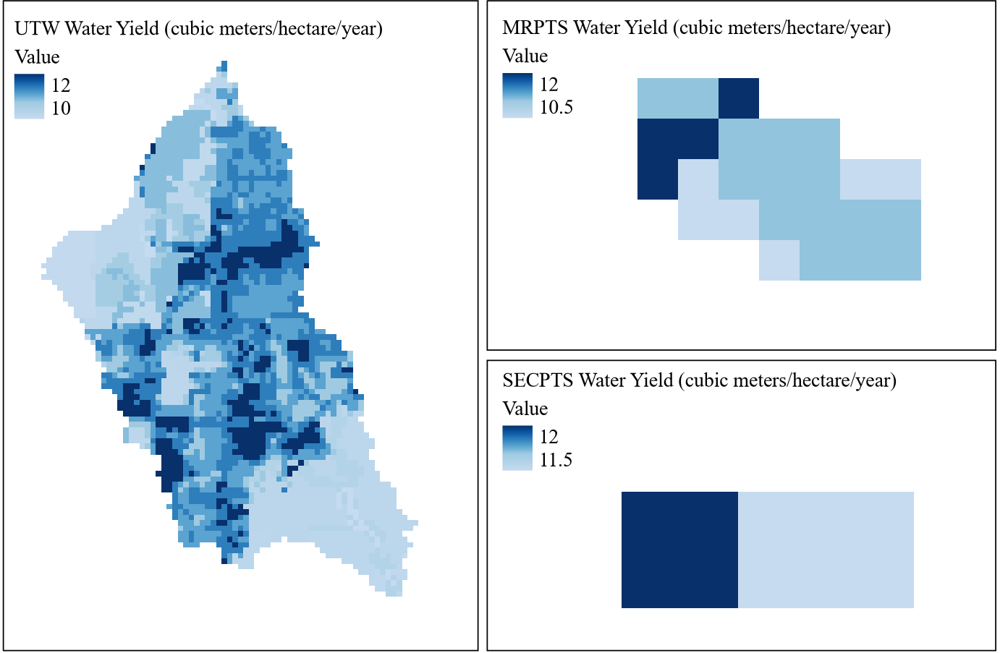 UTW Water Yield (cubic meters/hectare/year)
Value
12
10
MRPTS Water Yield (cubic meters/hectare/year)
Value
12
10.5
SECPTS Water Yield (cubic meters/hectare/year)
Value
12
11.5